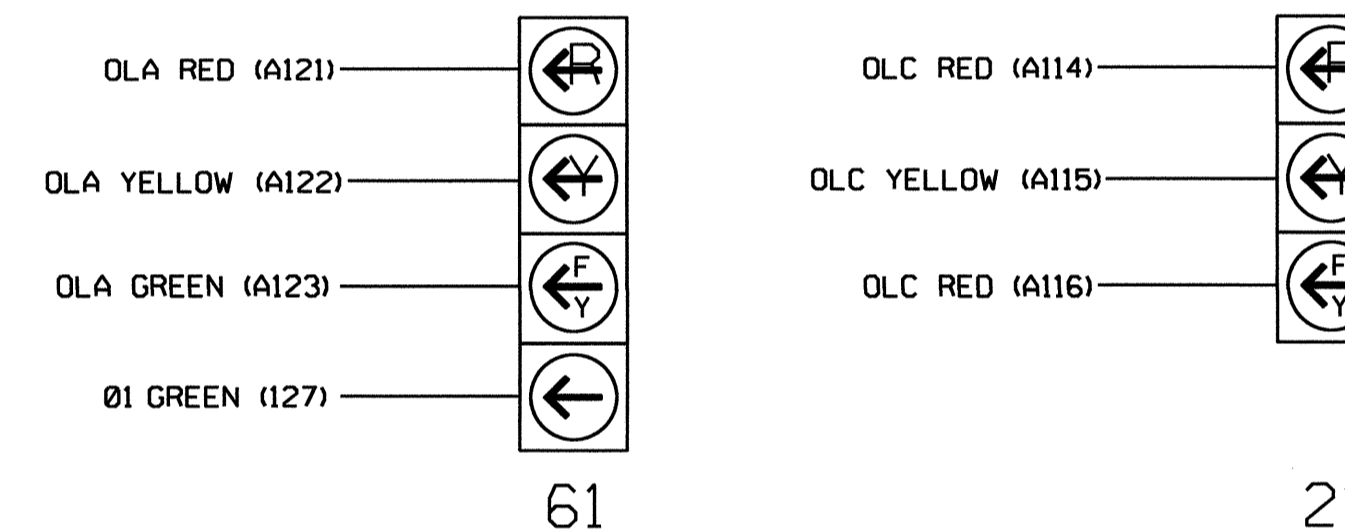 OLA RED (A121)
R
OLA YELLOW (A122)
Y
OLA GREEN (A123)
F
Y
Ø1 GREEN (127)
61
OLC RED (A114)
OLC YELLOW (A115)
Y
OLC RED (A116)
F
Y
2